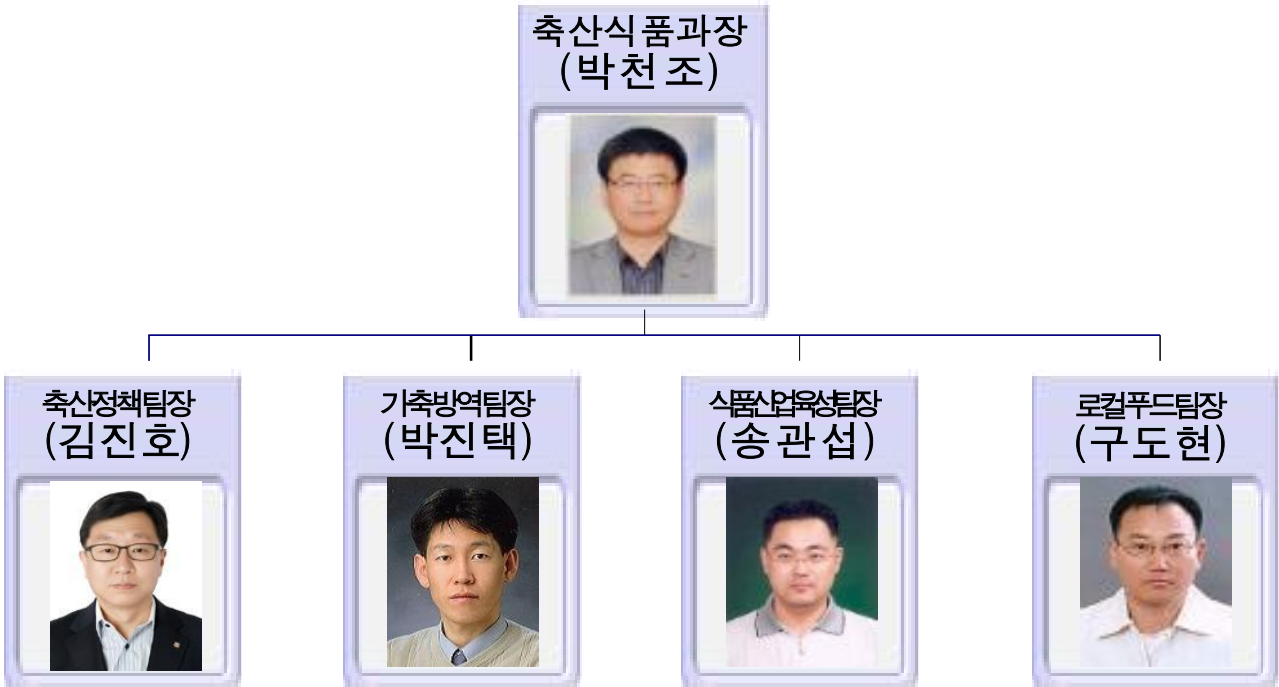 축산식품과장
(박천조)
축산정책팀장
(김진호)
가축방역팀장
(박진택)
식품산업육성팀장
(송관섭)
로컬푸드팀장
(구도현)